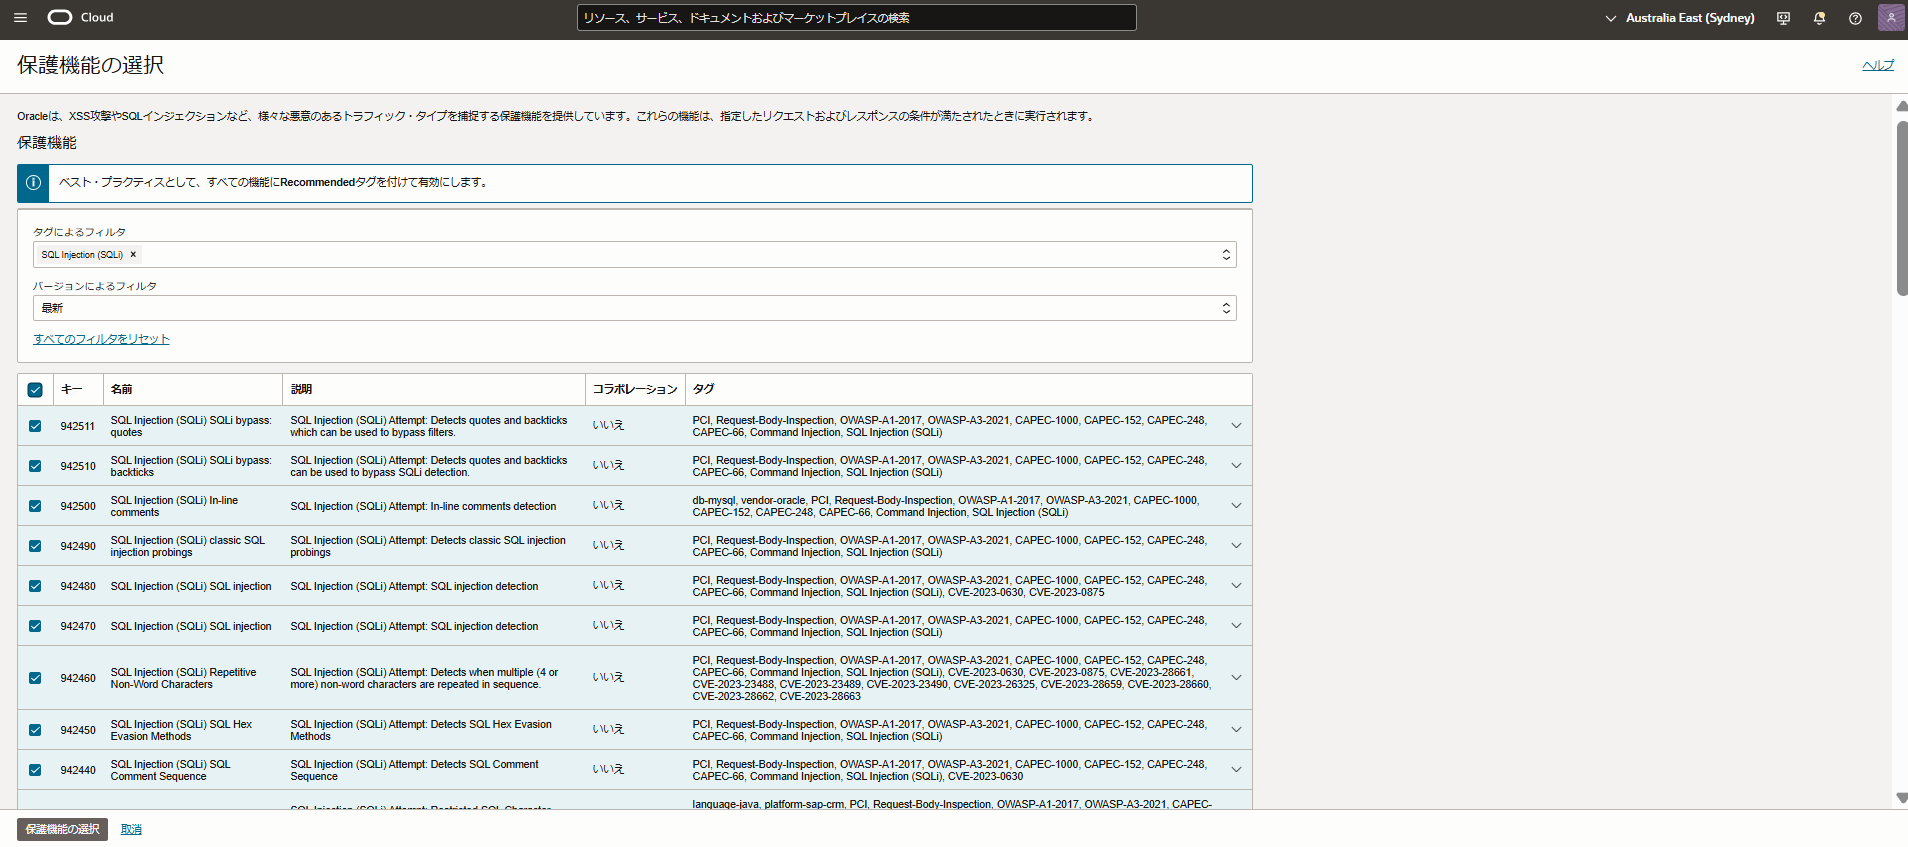 Cloud
リソース、サービス、ドキュメントおよびマーケットプレイスの検索
Australia East (Sydney)
保護機能の選択
ヘルプ
Oracleは、XSS攻撃やSQLインジェクションなど、様々な悪意のあるトラフィック・タイプを捕捉する保護機能を提供しています。これらの機能は、指定したリクエストおよびレスポンスの条件が満たされたときに実行されます。
保護機能
ベスト・プラクティスとして、すべての機能にRecommendedタグを付けて有効にします。
タグによるフィルタ
SQL Injection (SQLi) ×
バージョンによるフィルタ
最新
すべてのフィルタをリセット
キー 名前 説明 コラボレーション タグ
942511
SQL Injection (SQLi) SQLi bypass:
quotes
SQL Injection (SQLi) Attempt: Detects quotes and backticks
which can be used to bypass filters.
いいえ
PCI, Request-Body-Inspection, OWASP-A1-2017, OWASP-A3-2021, CAPEC-1000, CAPEC-152, CAPEC-248,
CAPEC-66, Command Injection, SQL Injection (SQLi)
942510
SQL Injection (SQLi) SQLi bypass:
backticks
SQL Injection (SQLi) Attempt: Detects quotes and backticks
can be used to bypass SQLi detection.
いいえ
PCI, Request-Body-Inspection, OWASP-A1-2017, OWASP-A3-2021, CAPEC-1000, CAPEC-152, CAPEC-248,
CAPEC-66, Command Injection, SQL Injection (SQLi)
942500
SQL Injection (SQLi) In-line
comments
SQL Injection (SQLi) Attempt: In-line comments detection
いいえ
db-mysql, vendor-oracle, PCI, Request-Body-Inspection, OWASP-A1-2017, OWASP-A3-2021, CAPEC-1000,
CAPEC-152, CAPEC-248, CAPEC-66, Command Injection, SQL Injection (SQLi)
942490
SQL Injection (SQLi) classic SQL
injection probings
SQL Injection (SQLi) Attempt: Detects classic SQL injection
probings
いいえ
PCI, Request-Body-Inspection, OWASP-A1-2017, OWASP-A3-2021, CAPEC-1000, CAPEC-152, CAPEC-248,
CAPEC-66, Command Injection, SQL Injection (SQLi)
942480
SQL Injection (SQLi) SQL injection
SQL Injection (SQLi) Attempt: SQL injection detection
いいえ
PCI, Request-Body-Inspection, OWASP-A1-2017, OWASP-A3-2021, CAPEC-1000, CAPEC-152, CAPEC-248,
CAPEC-66, Command Injection, SQL Injection (SQLi), CVE-2023-0630, CVE-2023-0875
942470
SQL Injection (SQLi) SQL injection
SQL Injection (SQLi) Attempt: SQL injection detection
いいえ
PCI, Request-Body-Inspection, OWASP-A1-2017, OWASP-A3-2021, CAPEC-1000, CAPEC-152, CAPEC-248,
CAPEC-66, Command Injection, SQL Injection (SQLi)
942460
SQL Injection (SQLi) Repetitive
Non-Word Characters
SQL Injection (SQLi) Attempt: Detects when multiple (4 or
more) non-word characters are repeated in sequence.
いいえ
PCI, Request-Body-Inspection, OWASP-A1-2017, OWASP-A3-2021, CAPEC-1000, CAPEC-152, CAPEC-248,
CAPEC-66, Command Injection, SQL Injection (SQLi), CVE-2023-0630, CVE-2023-0875, CVE-2023-28661,
CVE-2023-23488, CVE-2023-23489, CVE-2023-23490, CVE-2023-26325, CVE-2023-28659, CVE-2023-28660,
CVE-2023-28662, CVE-2023-28663
942450
SQL Injection (SQLi) SQL Hex
Evasion Methods
SQL Injection (SQLi) Attempt: Detects SQL Hex Evasion
Methods
いいえ
PCI, Request-Body-Inspection, OWASP-A1-2017, OWASP-A3-2021, CAPEC-1000, CAPEC-152, CAPEC-248,
CAPEC-66, Command Injection, SQL Injection (SQLi)
942440
SQL Injection (SQLi) SQL
Comment Sequence
SQL Injection (SQLi) Attempt: Detects SQL Comment
Sequence
いいえ
PCI, Request-Body-Inspection, OWASP-A1-2017, OWASP-A3-2021, CAPEC-1000, CAPEC-152, CAPEC-248,
CAPEC-66, Command Injection, SQL Injection (SQLi), CVE-2023-0630
SQL Injection (SQLi) Attempt: Restricted SQL Character
language-java, platform-sap-crm, PCI, Request-Body-Inspection, OWASP-A1-2017, OWASP-A3-2021, CAPEC-
保護機能の選択 取消